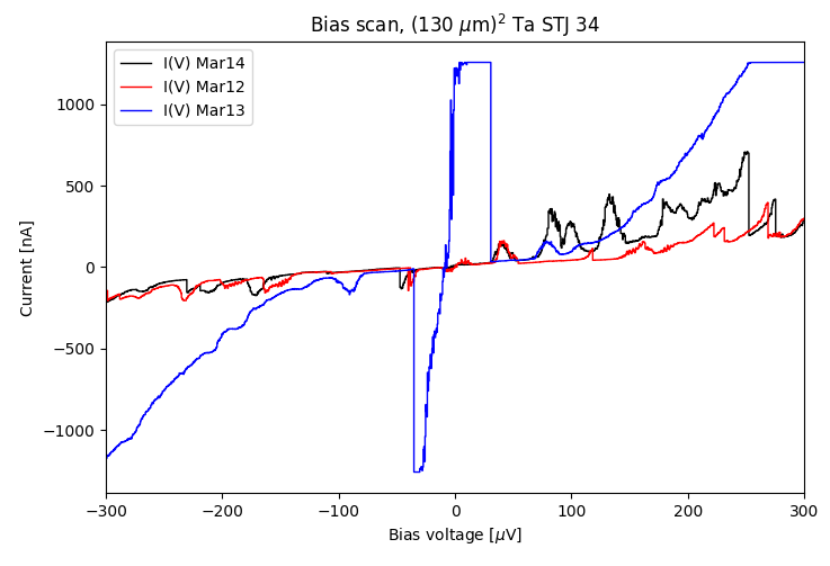 Bias scan, (130 μm)² Ta STJ 34
I(V) Mar14
I(V) Mar12
I(V) Mar13
1000
500
0
−500
−1000
Current [nA]
−300 −200 −100 0 100 200 300
Bias voltage [μV]